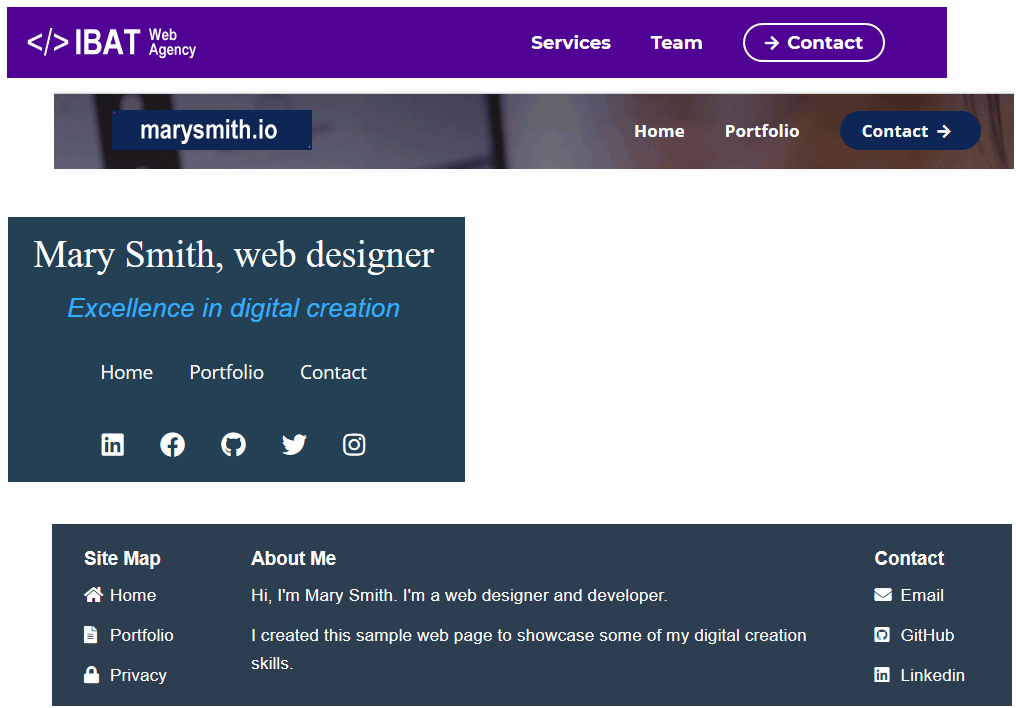 </> IBAT Web Agency Services Team → Contact
marysmith.io Home Portfolio Contact →
Mary Smith, web designer
Excellence in digital creation
Home Portfolio Contact
Site Map
Home
Portfolio
Privacy
About Me
Hi, I'm Mary Smith. I'm a web designer and developer.
I created this sample web page to showcase some of my digital creation
skills.
Contact
Email
GitHub
Linkedin